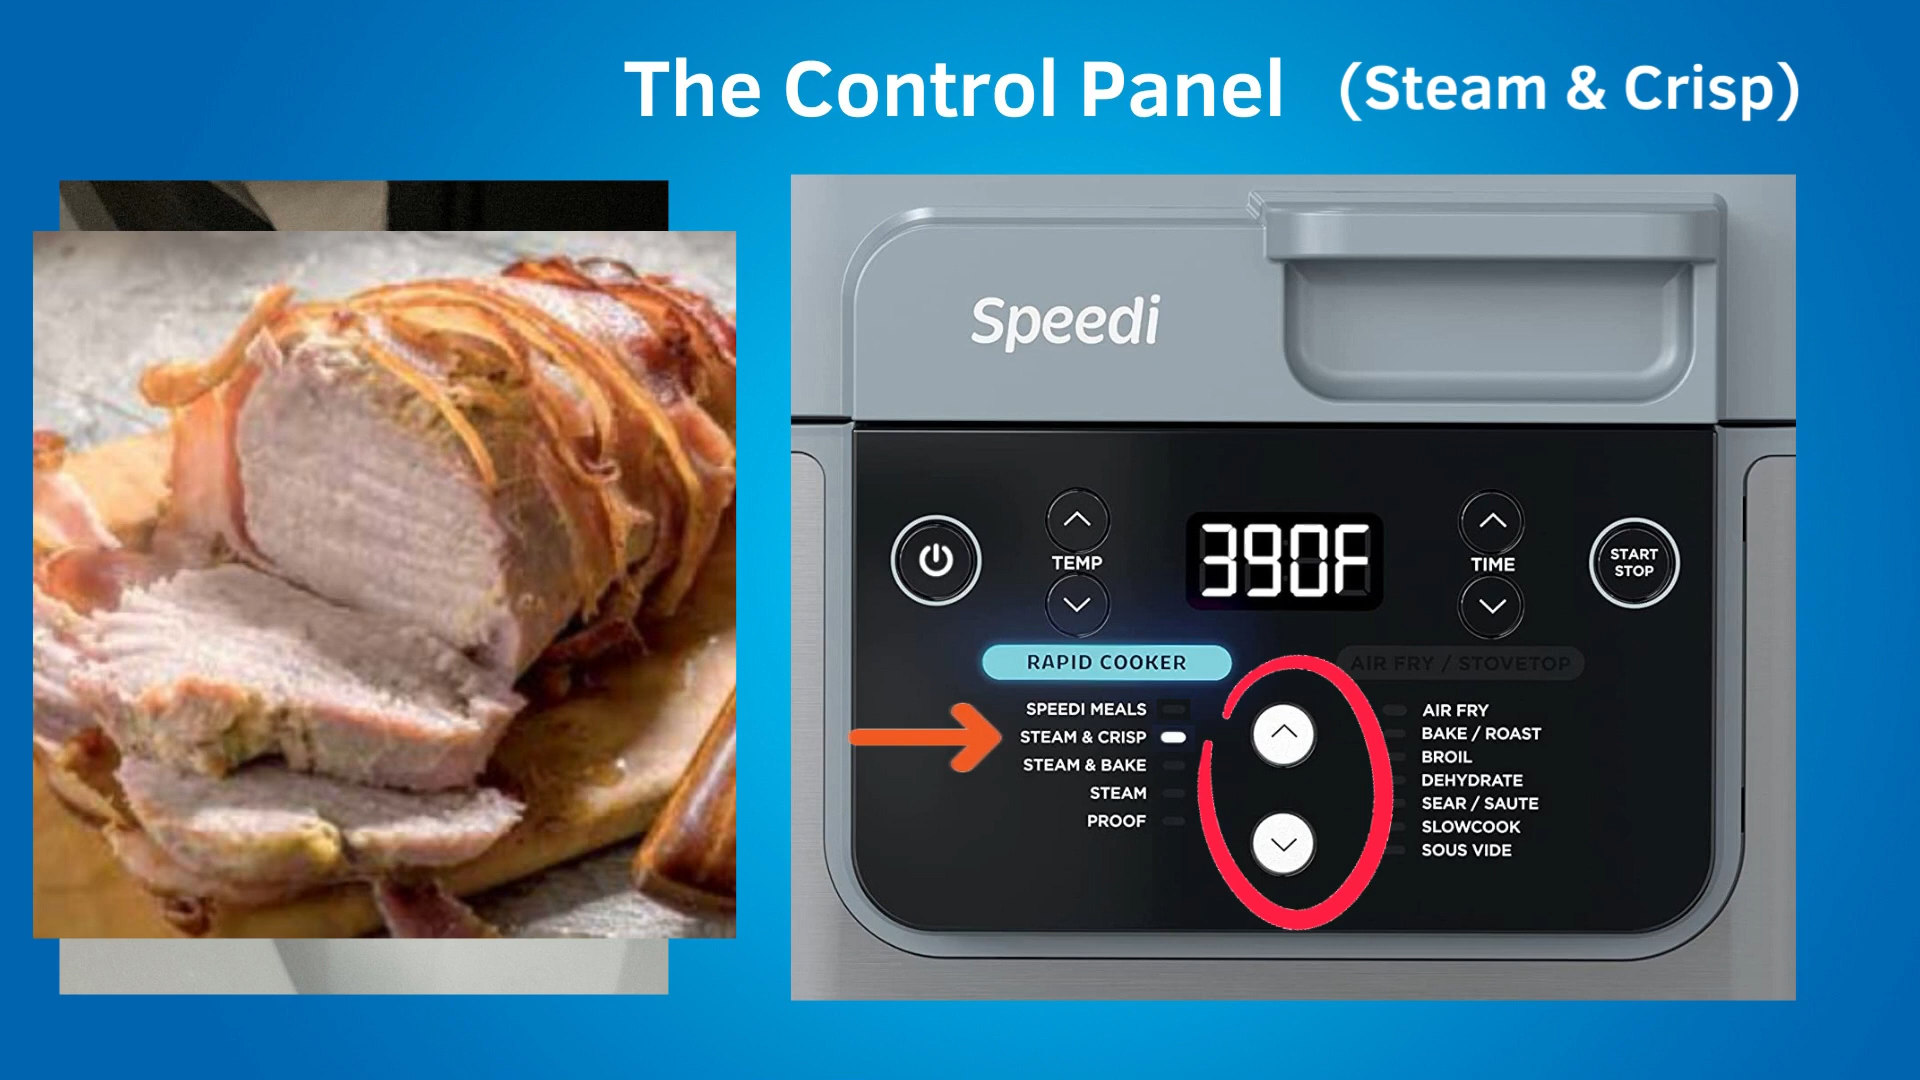 The Control Panel (Steam & Crisp)
Speedi
TEMP
390F
TIME
START
STOP
RAPID COOKER
AIR FRY / STOVETOP
SPEEDI MEALS
STEAM & CRISP
STEAM & BAKE
STEAM
PROOF
AIR FRY
BAKE / ROAST
BROIL
DEHYDRATE
SEAR / SAUTE
SLOWCOOK
SOUS VIDE